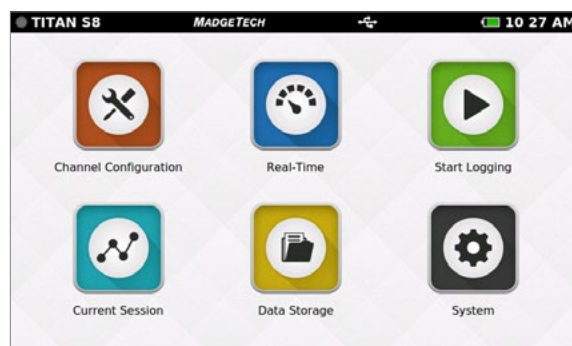 TITAN S8 MADGETECH 10 27 AM
Channel Configuration Real-Time Start Logging
Current Session Data Storage System